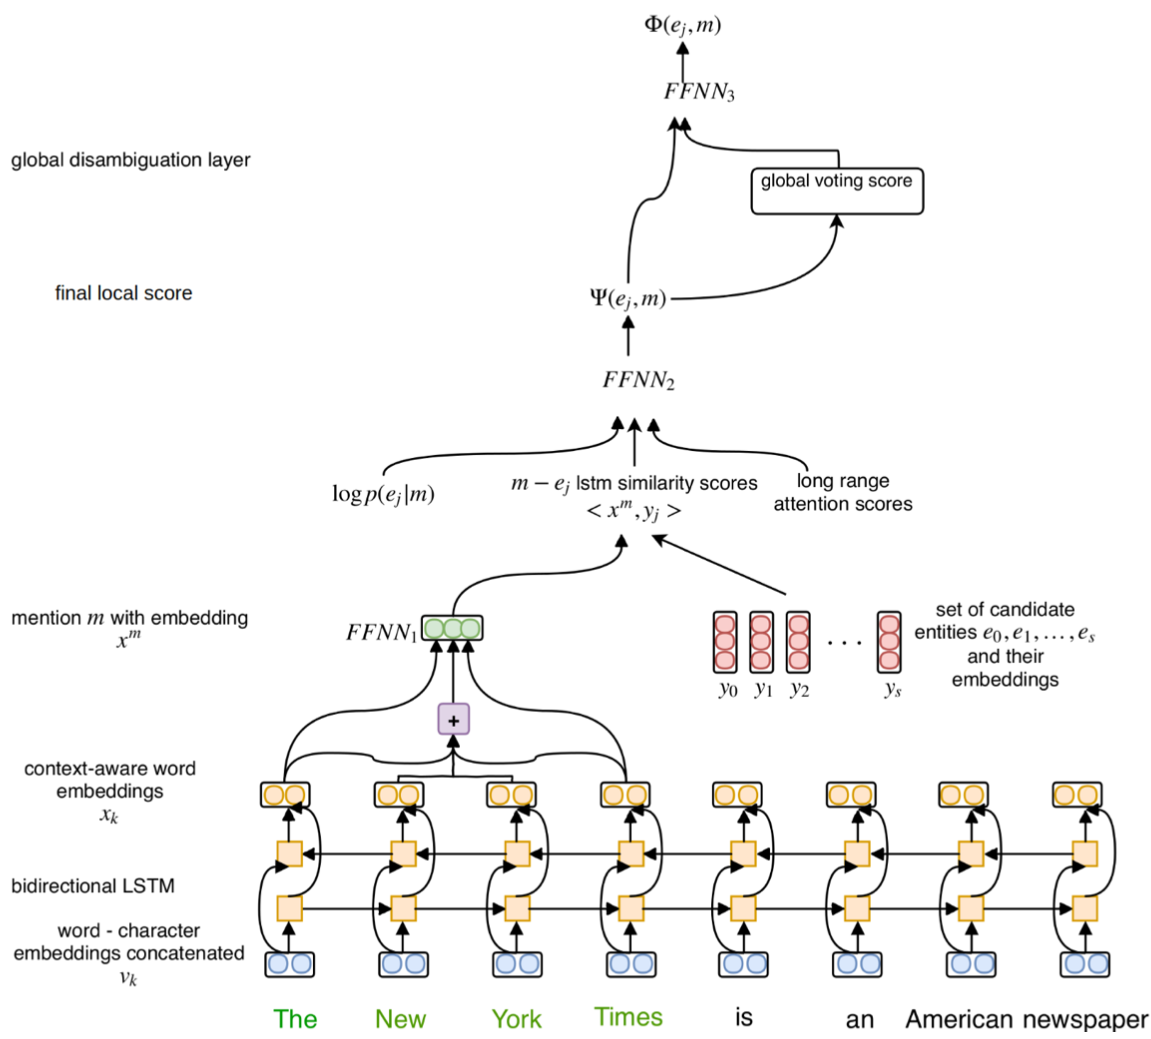 Φ(e_j, m)
FFNN_3
global disambiguation layer
global voting score
final local score
Ψ(e_j, m)
FFNN_2
log p(e_j|m)
m − e_j lstm similarity scores
< x^m, y_j >
long range
attention scores
mention m with embedding
x^m
FFNN_1
+
. . .
y_0 y_1 y_2 y_s
set of candidate
entities e_0, e_1, ..., e_s
and their
embeddings
context-aware word
embeddings
x_k
bidirectional LSTM
word - character
embeddings concatenated
v_k
The New York Times is an American newspaper